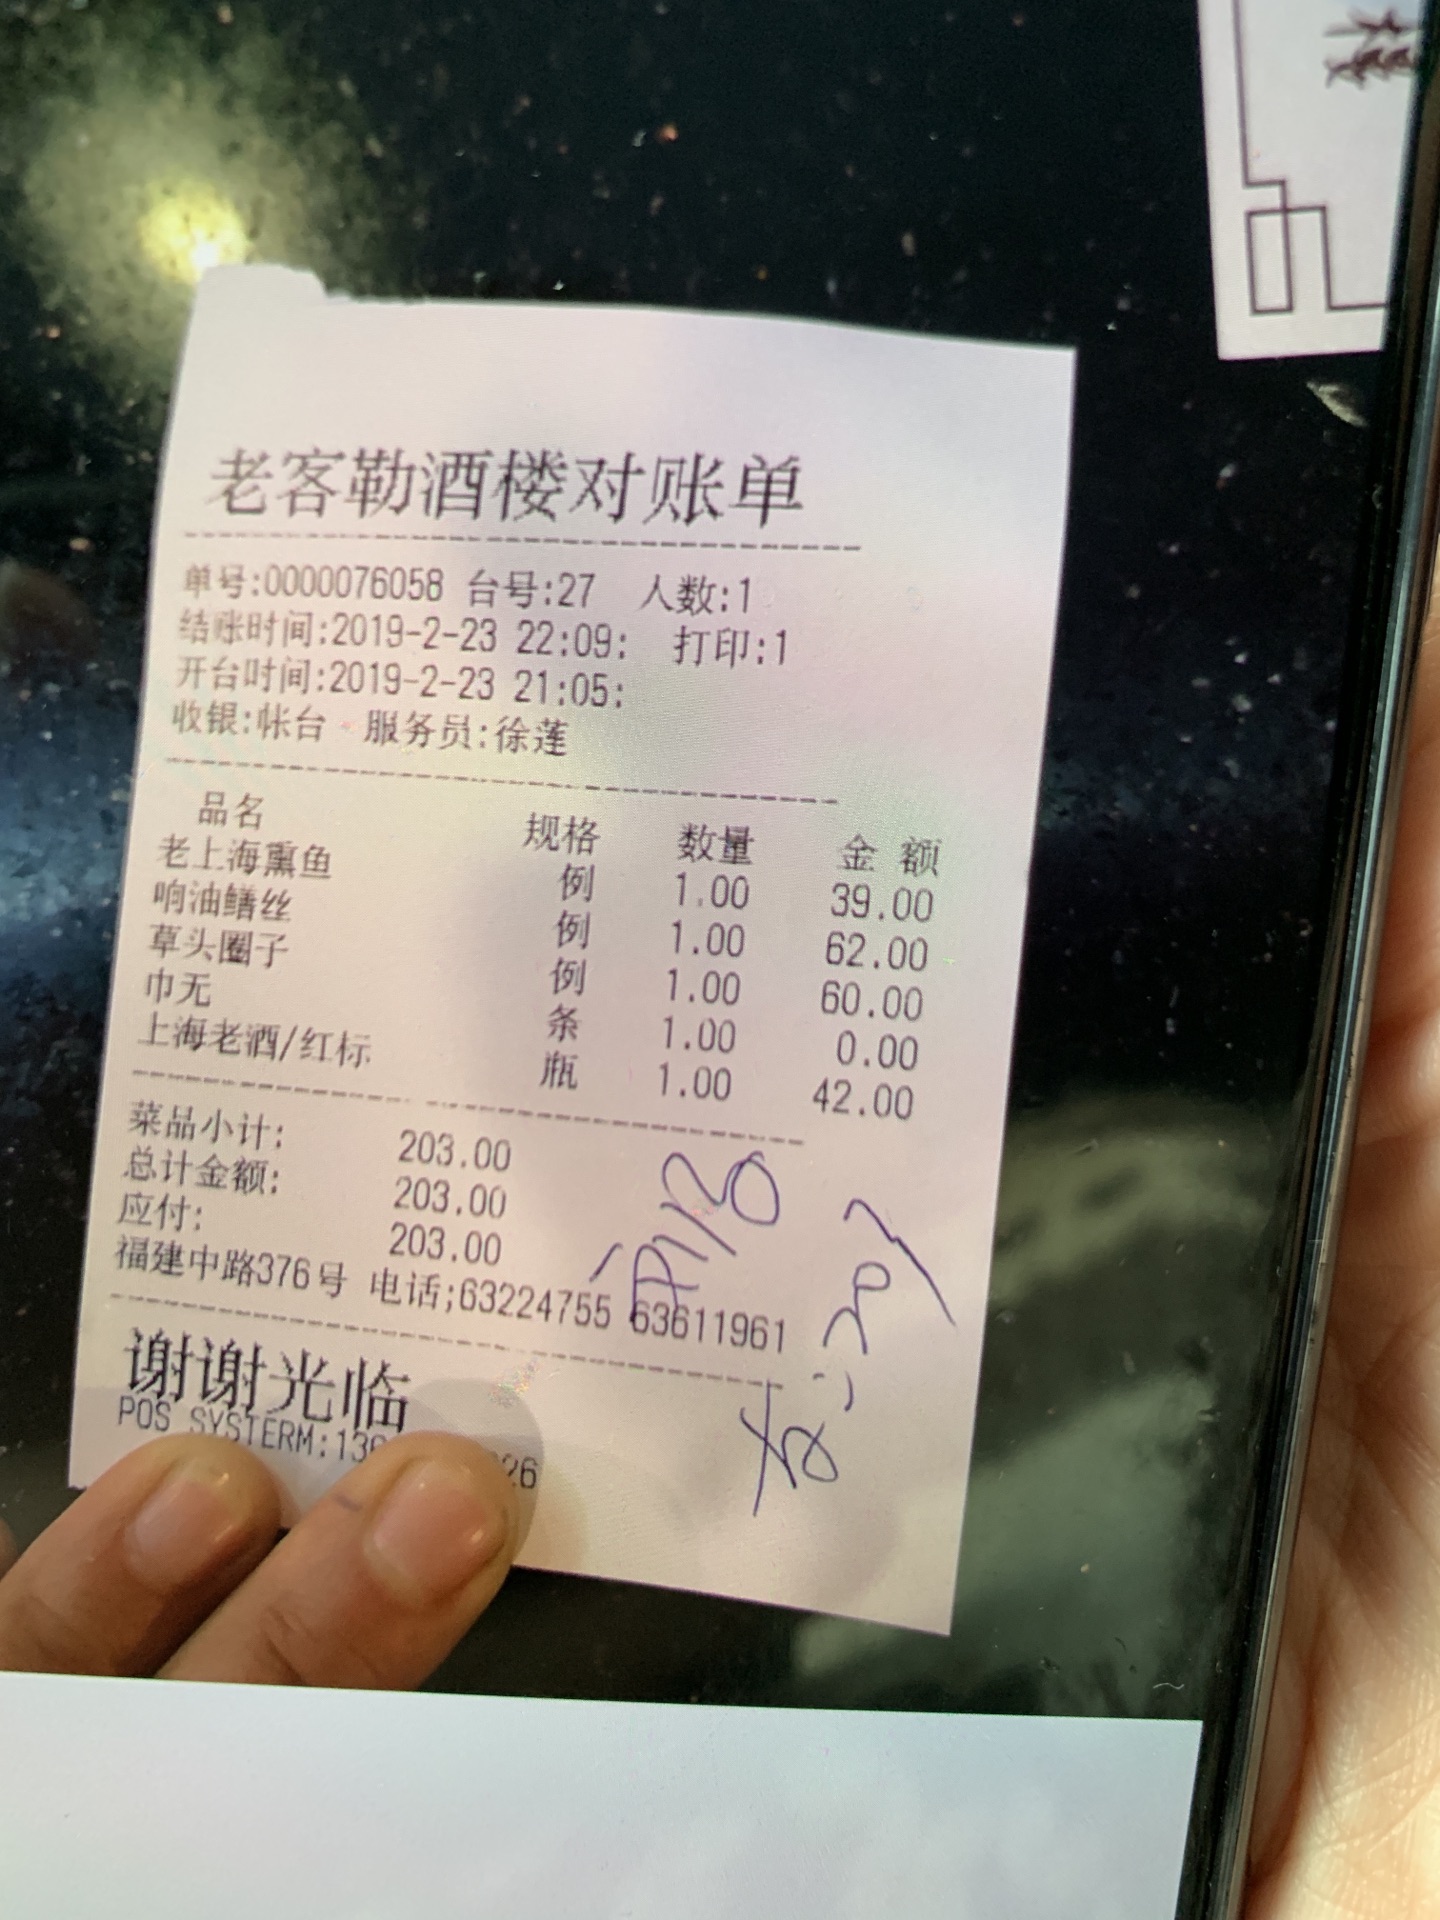 樓
老客勒酒楼对账单
单号:0000076058 台号:27 人数:1
结账时间:2019-2-23 22:09: 打印:1
开台时间:2019-2-23 21:05:
收银:帐台 服务员:徐莲
品名 规格 数量 金 额
老上海熏鱼 例 1.00 39.00
响油鳝丝 例 1.00 62.00
草头圈子 例 1.00 60.00
巾无 条 1.00 0.00
上海老酒/红标 瓶 1.00 42.00
菜品小计: 203.00
总计金额: 203.00
应付: 203.00
福建中路376号 电话;63224755 63611961
谢谢光临
POS SYSTERM:13